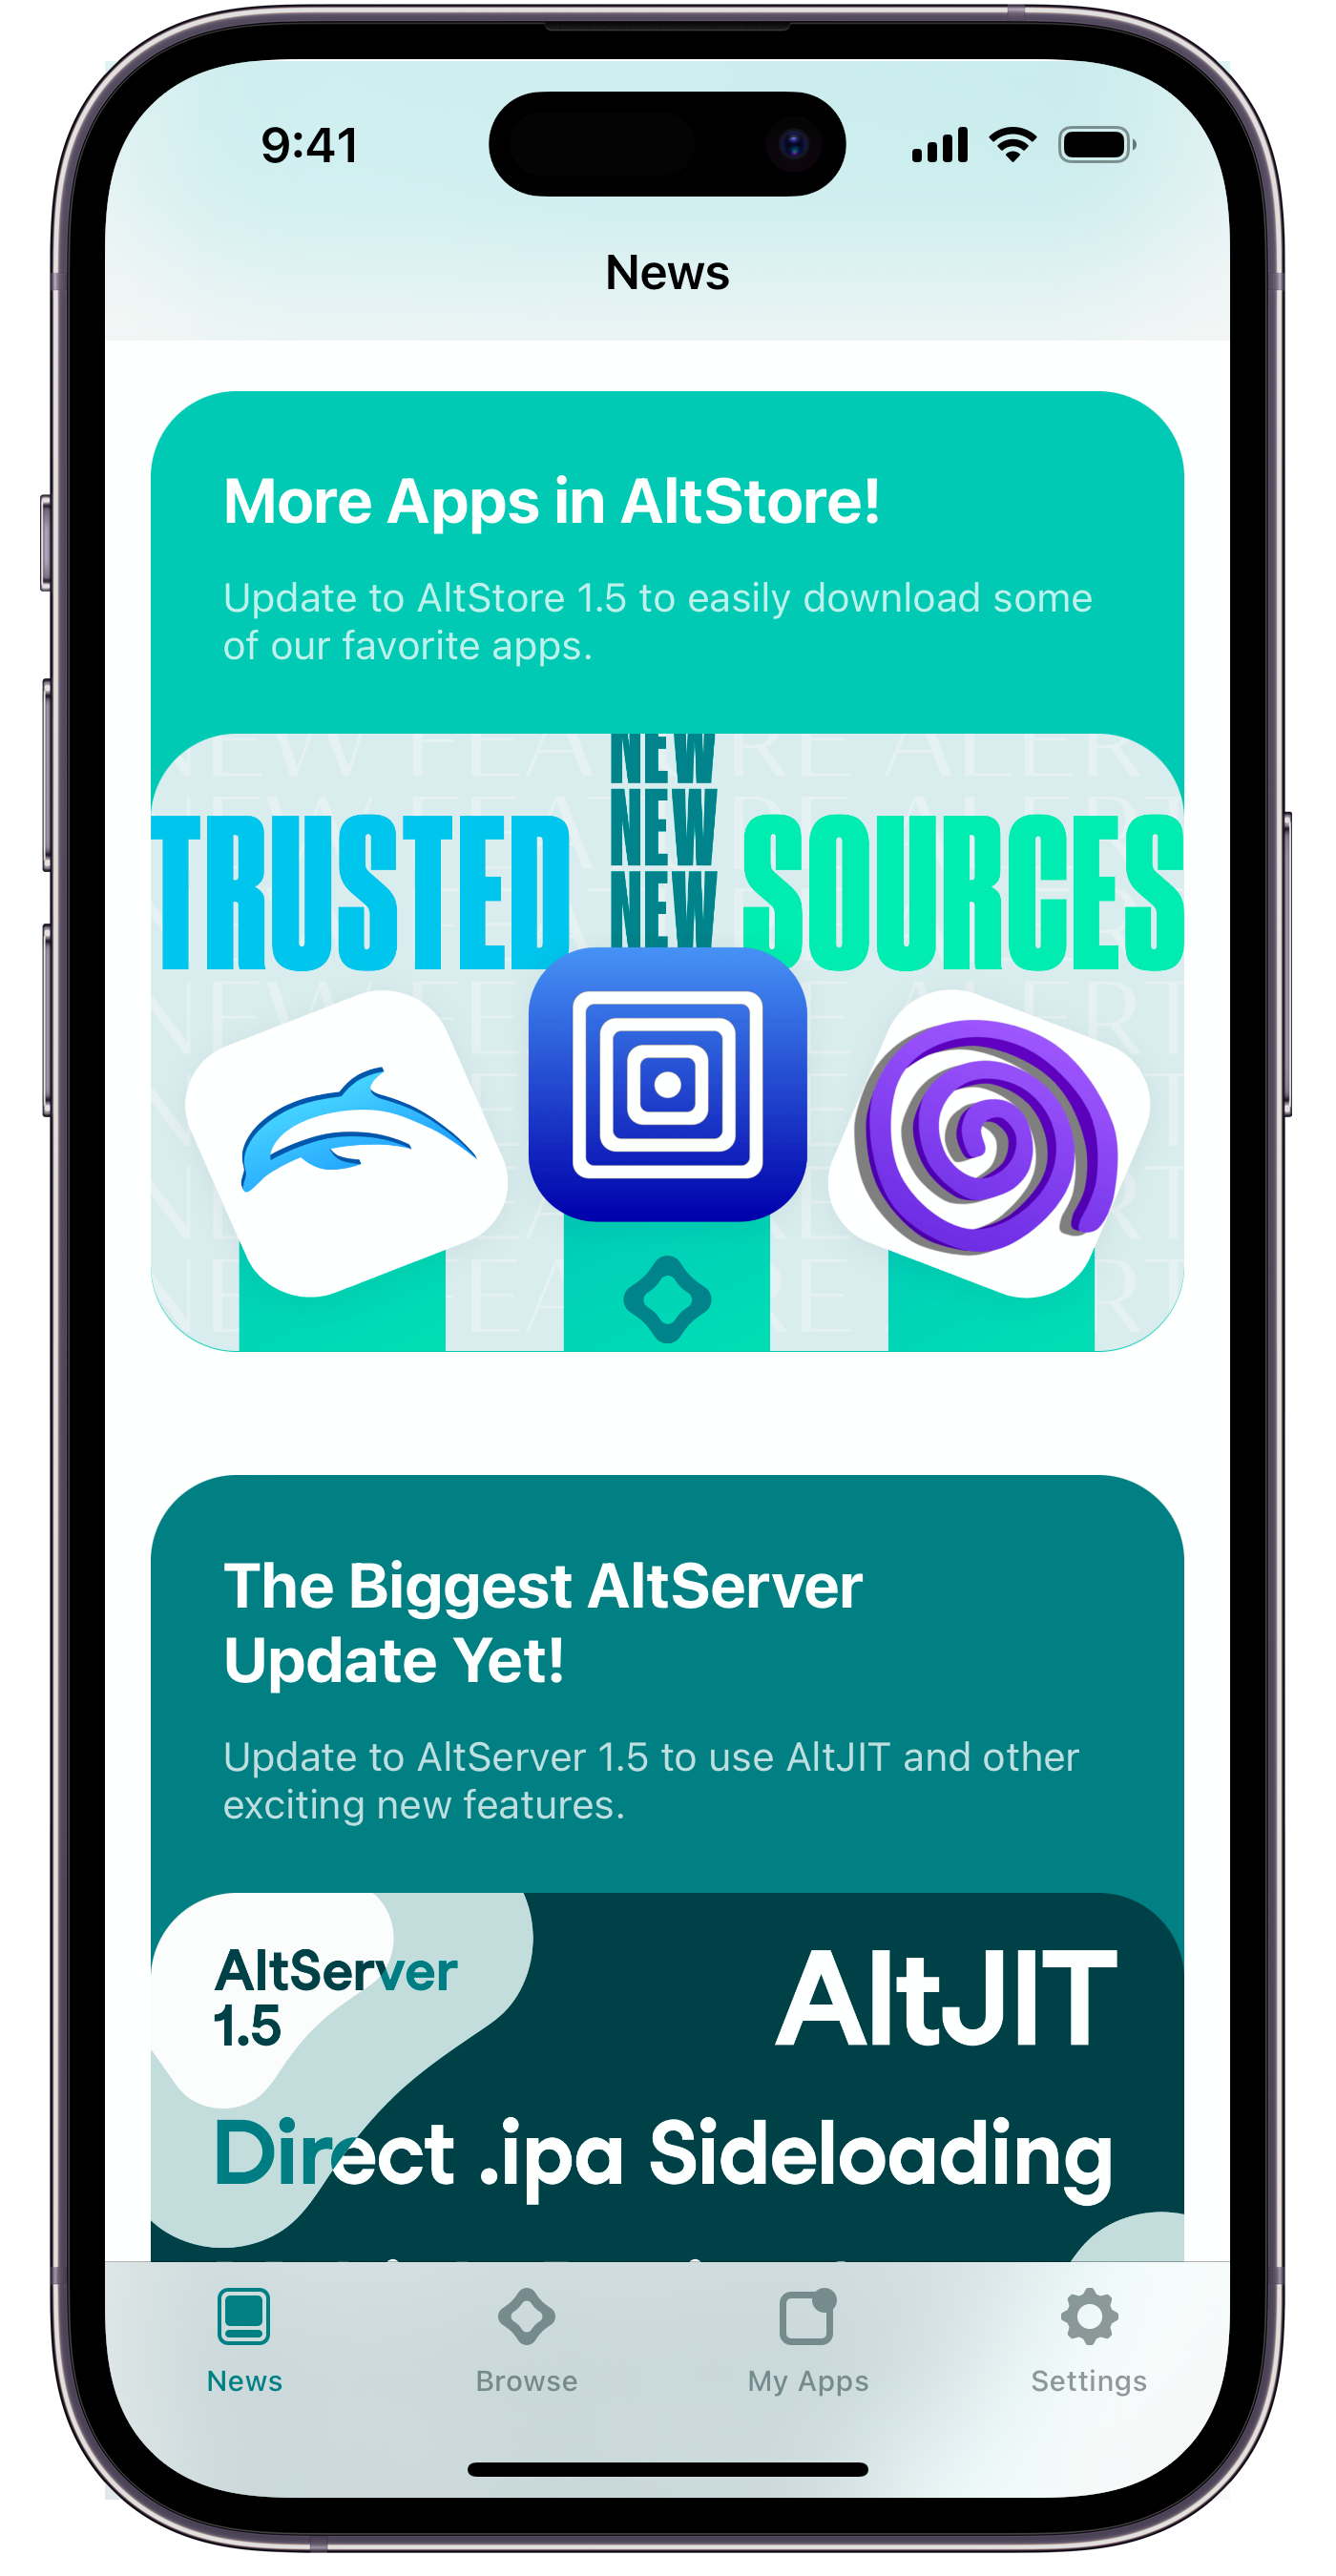 9:41
News
More Apps in AltStore!
Update to AltStore 1.5 to easily download some
of our favorite apps.
NEW FEATURE ALERT
NEW
NEW
NEW
TRUSTED
SOURCES
The Biggest AltServer
Update Yet!
Update to AltServer 1.5 to use AltJIT and other
exciting new features.
AltServer
1.5
AltJIT
Direct .ipa Sideloading
News
Browse
My Apps
Settings